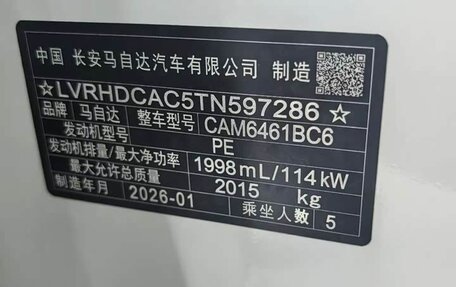 中国 长安马自达汽车有限公司 制造
☆LVRHDCAC5TN597286☆
品牌 马自达 整车型号 CAM6461BC6
发动机型号 PE
发动机排量/最大净功率 1998mL/114kW
最大允许总质量 2015 kg
制造年月 2026-01 乘坐人数 5